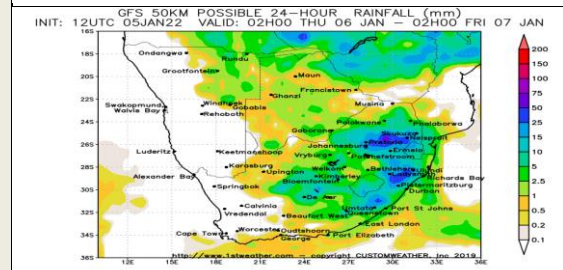 GFS 50KM POSSIBLE 24-HOUR RAINFALL (mm)
INIT: 12UTC 05JAN22 VALID: 02H00 THU 06 JAN - 02H00 FRI 07 JAN
16S
18S
20S
22S
24S
26S
28S
30S
32S
34S
36S
Ondangwa
Rundu
Grootfontein
Maun
Ghanzi
Francistown
Musina
Swakopmund
Walvis Bay
Windhoek
Gobabis
Rehoboth
Polokwane
Phalaborwa
Gaborone
Skukuza
Nelspruit
Johannesburg
Pretoria
Ermelo
Luderitz
Keetmanshoop
Vryburg
Potchefstroom
Karasburg
Upington
Welkom
Bethlehem
Ladysmith
Alexander Bay
Kimberley
Bloemfontein
Richards Bay
Springbok
Pietermaritzburg
Durban
De Aar
Calvinia
Vredendal
Umtata
Port St Johns
Queenstown
Beaufort West
East London
Cape Town
Worcester
Oudtshoorn
George
Port Elizabeth
http://www.1stweather.com - copyright CUSTOMWEATHER, Inc 2019
12E 15E 18E 21E 24E 27E 30E 33E 36E
200
150
100
75
50
25
15
10
5
2.5
1
0.5
0.2
0.1